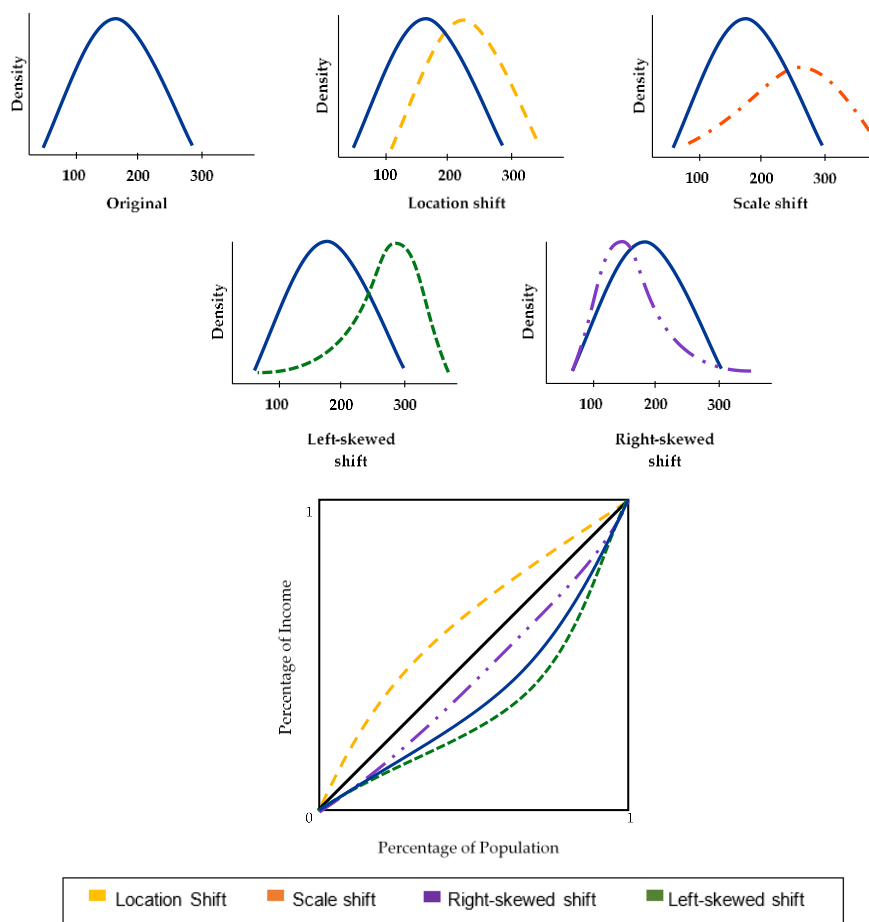 Density
100 200 300
Original
Density
100 200 300
Location shift
Density
100 200 300
Scale shift
Density
100 200 300
Left-skewed
shift
Density
100 200 300
Right-skewed
shift
1
Percentage of Income
0
1
Percentage of Population
Location Shift
Scale shift
Right-skewed shift
Left-skewed shift